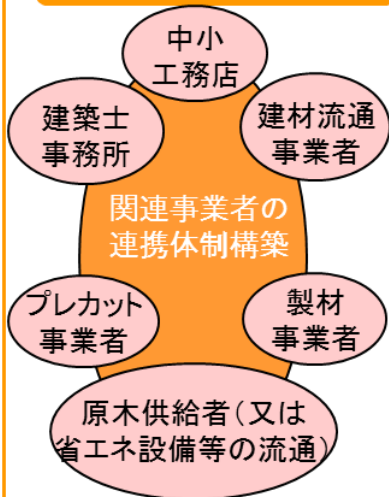 中小
工務店
建築士
事務所
建材流通
事業者
関連事業者の
連携体制構築
プレカット
事業者
製材
事業者
原木供給者(又は
省エネ設備等の流通)